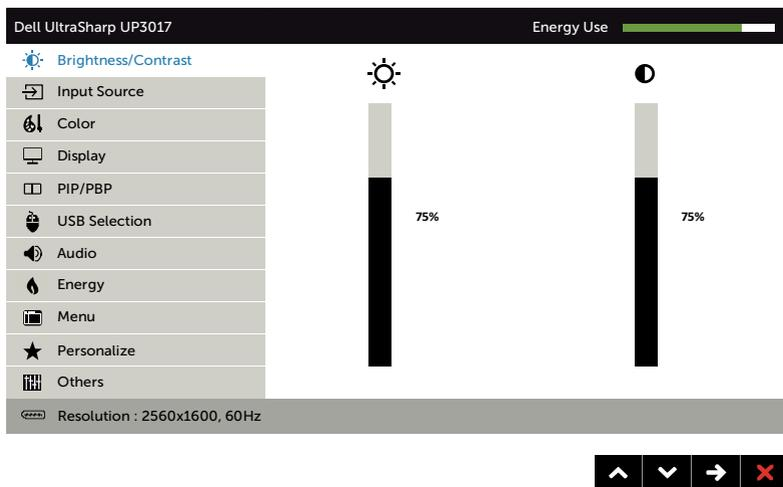 Dell UltraSharp UP3017
Energy Use
Brightness/Contrast
Input Source
Color
Display
PIP/PBP
USB Selection
Audio
Energy
Menu
Personalize
Others
75%
75%
Resolution : 2560x1600, 60Hz